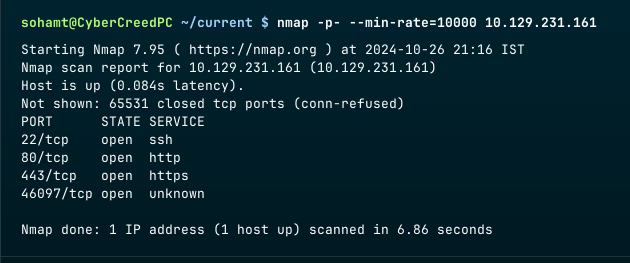 sohamt@CyberCreedPC ~/current $ nmap -p- --min-rate=10000 10.129.231.161
Starting Nmap 7.95 ( https://nmap.org ) at 2024-10-26 21:16 IST
Nmap scan report for 10.129.231.161 (10.129.231.161)
Host is up (0.084s latency).
Not shown: 65531 closed tcp ports (conn-refused)
PORT      STATE SERVICE
22/tcp    open  ssh
80/tcp    open  http
443/tcp   open  https
46097/tcp open  unknown
Nmap done: 1 IP address (1 host up) scanned in 6.86 seconds